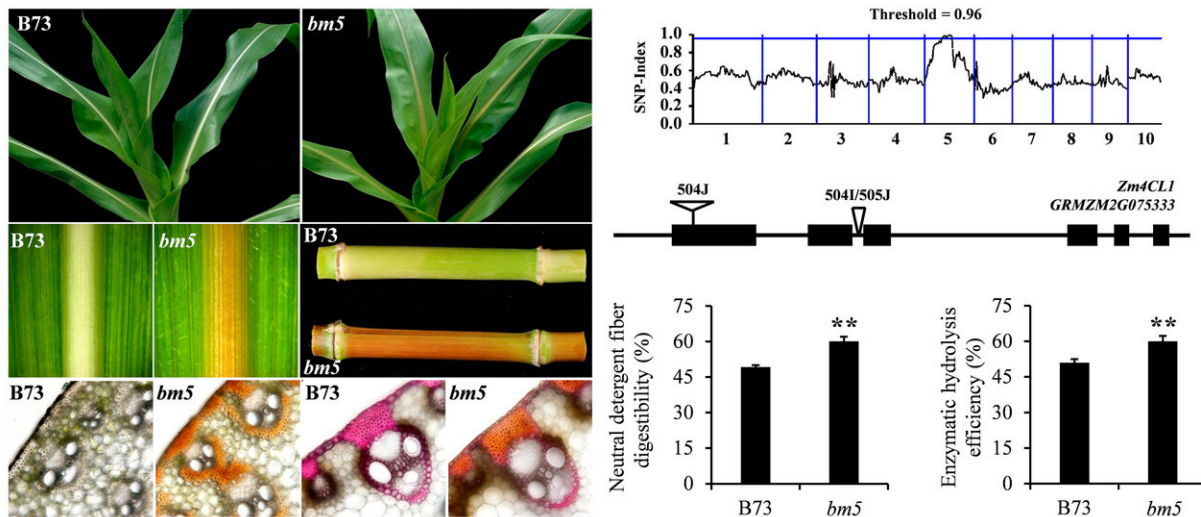 B73
bm5
B73
bm5
B73
bm5
B73
bm5
B73
bm5
Threshold = 0.96
SNP-Index
1.0
0.8
0.6
0.4
0.2
0.0
1 2 3 4 5 6 7 8 9 10
504J
504I/505J
Zm4CL1
GRMZM2G075333
Neutral detergent fiber
digestibility (%)
75
60
45
30
15
0
**
B73 bm5
Enzymatic hydrolysis
efficiency (%)
75
60
45
30
15
0
**
B73 bm5